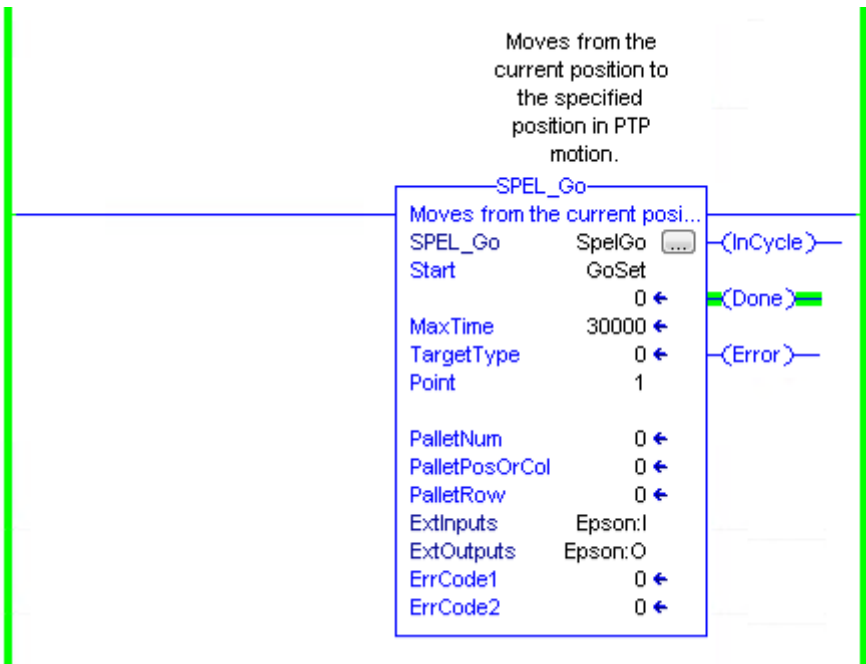 Moves from the
current position to
the specified
position in PTP
motion.
SPEL_Go
Moves from the current posi...
SPEL_Go SpelGo ... (InCycle)
Start GoSet
0 (Done)
MaxTime 30000
TargetType 0 (Error)
Point 1
PalletNum 0
PalletPosOrCol 0
PalletRow 0
ExtInputs Epson:I
ExtOutputs Epson:O
ErrCode1 0
ErrCode2 0